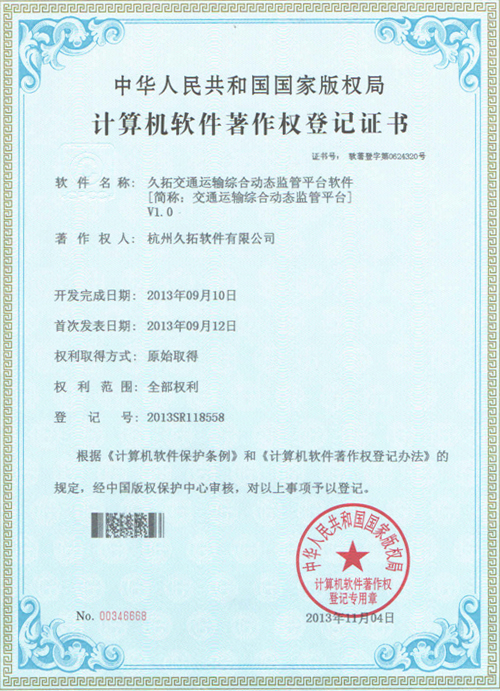 中华人民共和国国家版权局
计算机软件著作权登记证书
证书号： 软著登字第0624320号
软 件 名 称： 久拓交通运输综合动态监管平台软件
[简称：交通运输综合动态监管平台]
V1.0
著 作 权 人： 杭州久拓软件有限公司
开发完成日期： 2013年09月10日
首次发表日期： 2013年09月12日
权利取得方式： 原始取得
权 利 范 围： 全部权利
登 记 号： 2013SR118558
根据《计算机软件保护条例》和《计算机软件著作权登记办法》的
规定，经中国版权保护中心审核，对以上事项予以登记。
中华人民共和国国家版权局
计算机软件著作权
登记专用章
No. 00346668
2013年11月04日